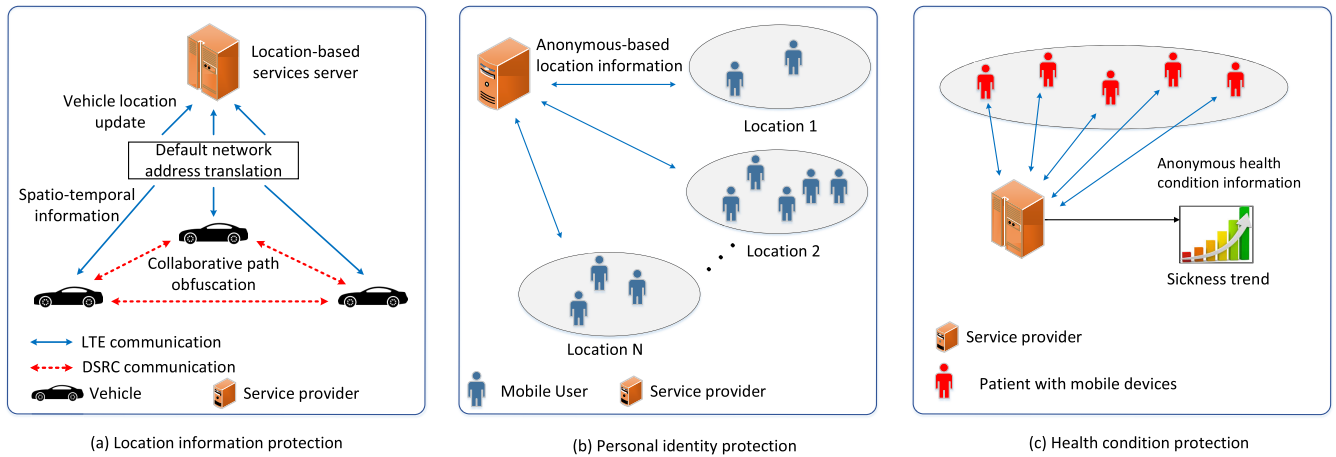 Location-based
services server
Vehicle location
update
Default network
address translation
Spatio-temporal
information
Collaborative path
obfuscation
LTE communication
DSRC communication
Vehicle
Service provider
(a) Location information protection
Anonymous-based
location information
Location 1
Location 2
Location N
Mobile User
Service provider
(b) Personal identity protection
Anonymous health
condition information
Sickness trend
Service provider
Patient with mobile devices
(c) Health condition protection